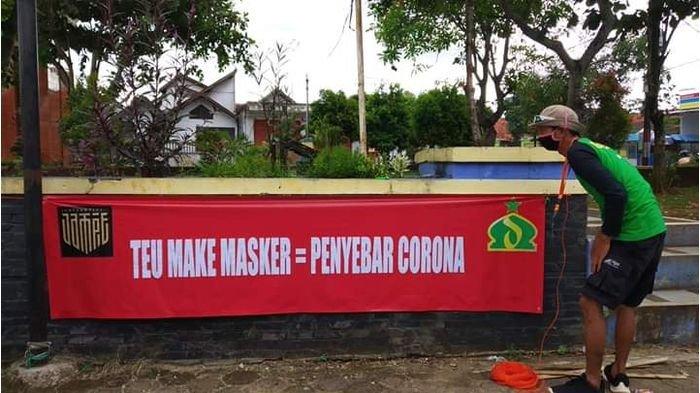 TEU MAKE MASKER = PENYEBAR CORONA